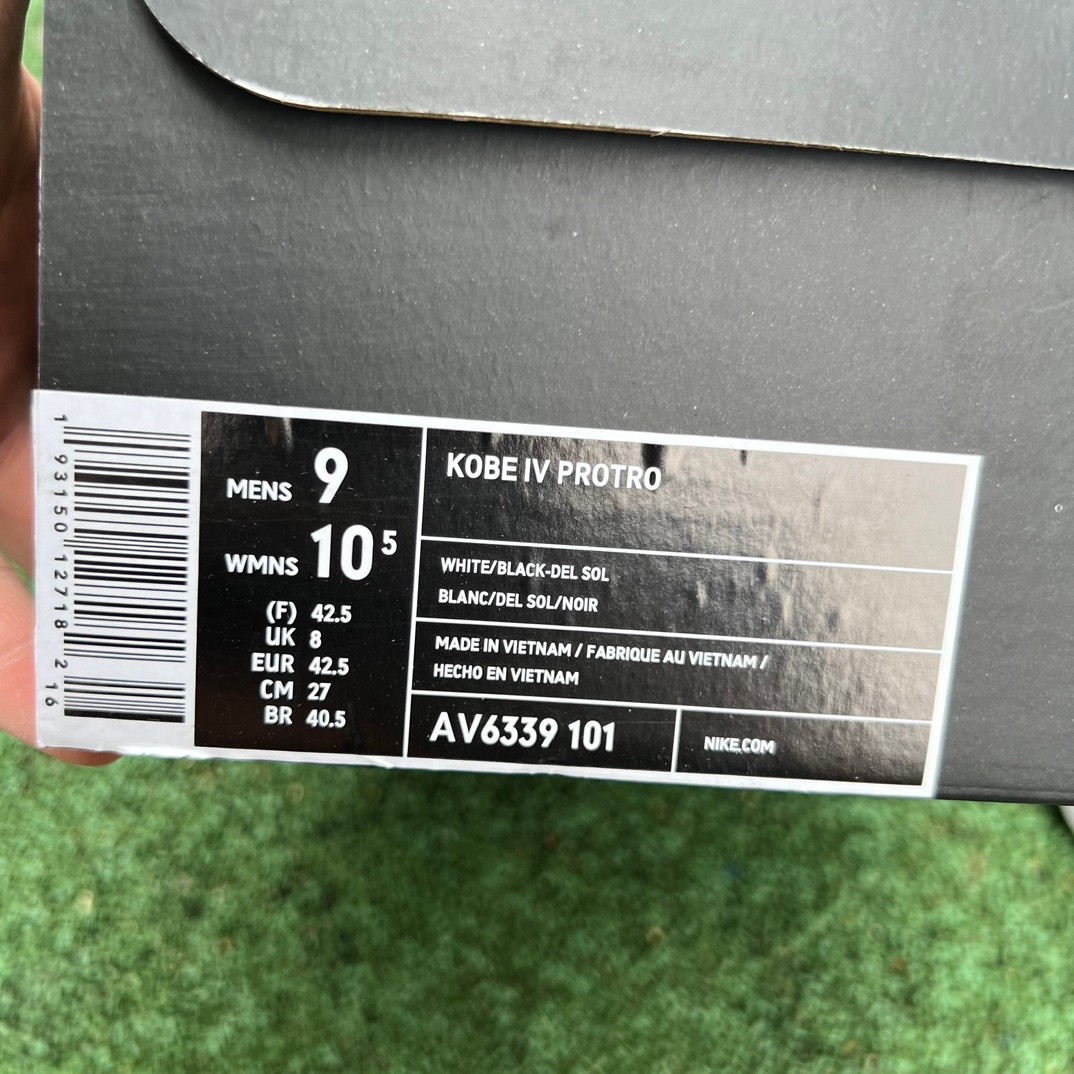 1 93150 12718 2 16
MENS 9
WMNS 10 5
(F) 42.5
UK 8
EUR 42.5
CM 27
BR 40.5
KOBE IV PROTRO
WHITE/BLACK-DEL SOL
BLANC/DEL SOL/NOIR
MADE IN VIETNAM / FABRIQUE AU VIETNAM /
HECHO EN VIETNAM
AV6339 101
NIKE.COM